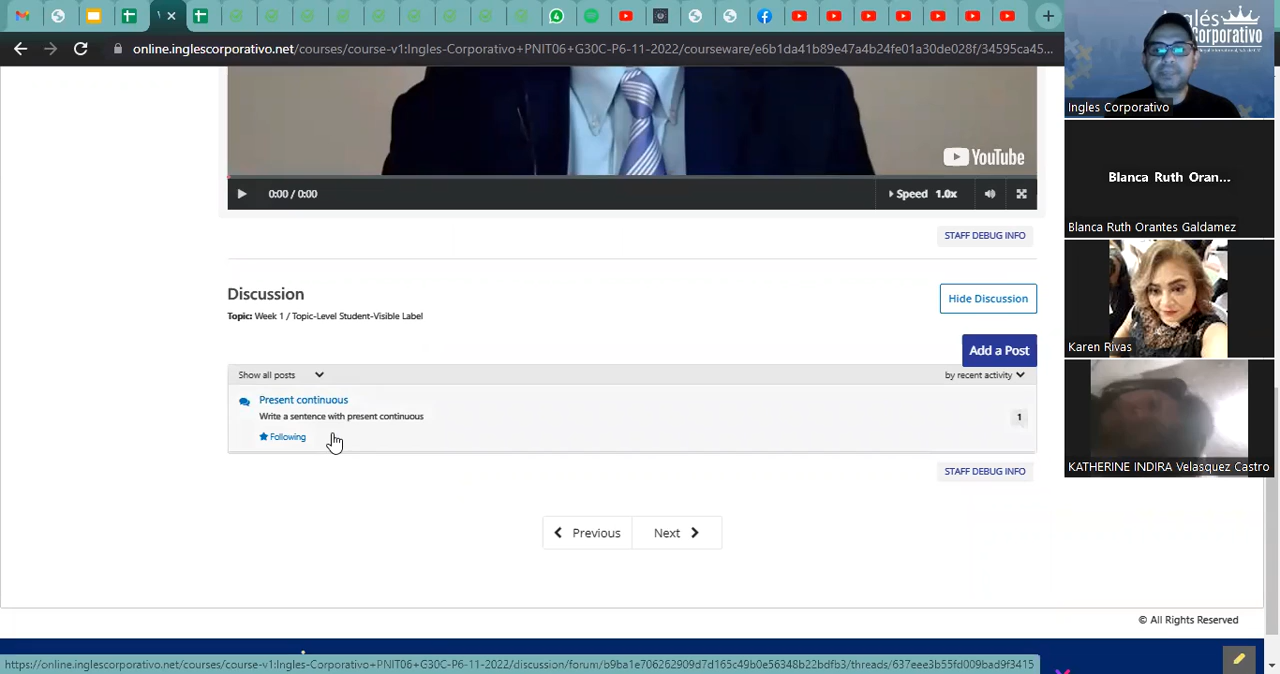 4
online.inglescorporativo.net/courses/course-v1:Ingles-Corporativo+PNIT06+G30C-P6-11-2022/courseware/e6b1da41b89e47a4b24fe01a30de028f/34595ca45...
YouTube
0:00 / 0:00
Speed 1.0x
STAFF DEBUG INFO
Discussion
Hide Discussion
Topic: Week 1 / Topic-Level Student-Visible Label
Add a Post
Show all posts
by recent activity
Present continuous
Write a sentence with present continuous
1
Following
STAFF DEBUG INFO
Previous
Next
© All Rights Reserved
https://online.inglescorporativo.net/courses/course-v1:Ingles-Corporativo+PNIT06+G30C-P6-11-2022/discussion/forum/b9ba1e706262909d7d165c49b0e56348b22bdfb3/threads/637eee3b55fd009bad9f3415
Inglés
Corporativo
Ingles Corporativo
Blanca Ruth Oran...
Blanca Ruth Orantes Galdamez
Karen Rivas
KATHERINE INDIRA Velasquez Castro